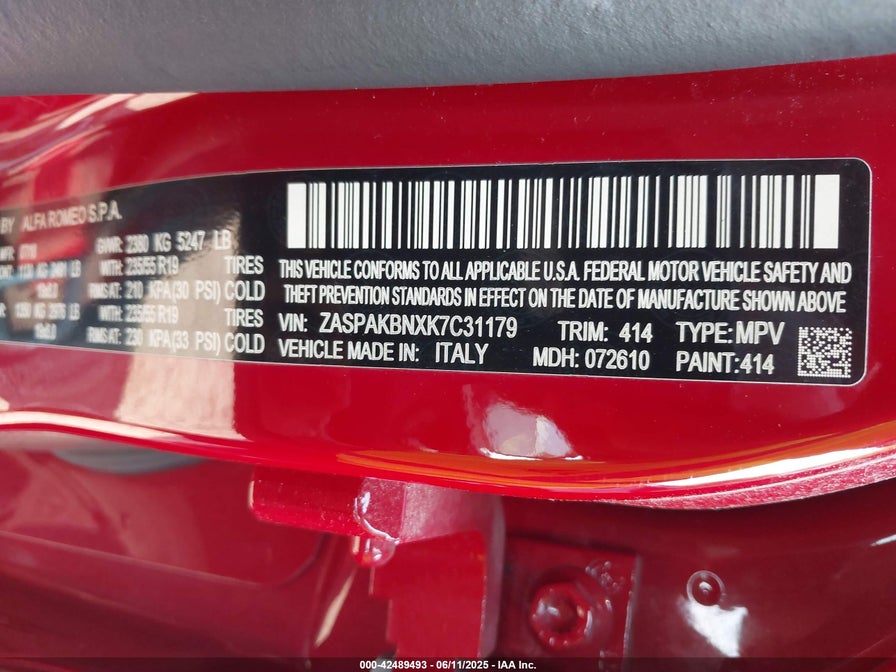 BY ALFA ROMEO S.P.A.
GVWR: 2380 KG 5247 LB
WITH: 235/55 R19 TIRES
RIMS AT: 210 KPA(30 PSI) COLD
WITH: 235/55 R19 TIRES
RIMS AT: 230 KPA(33 PSI) COLD
THIS VEHICLE CONFORMS TO ALL APPLICABLE U.S.A. FEDERAL MOTOR VEHICLE SAFETY AND
THEFT PREVENTION STANDARDS IN EFFECT ON THE DATE OF MANUFACTURE SHOWN ABOVE
VIN: ZASPAKBNXK7C31179 TRIM: 414 TYPE: MPV
VEHICLE MADE IN: ITALY MDH: 072610 PAINT:414
000-42489493 - 06/11/2025 - IAA Inc.